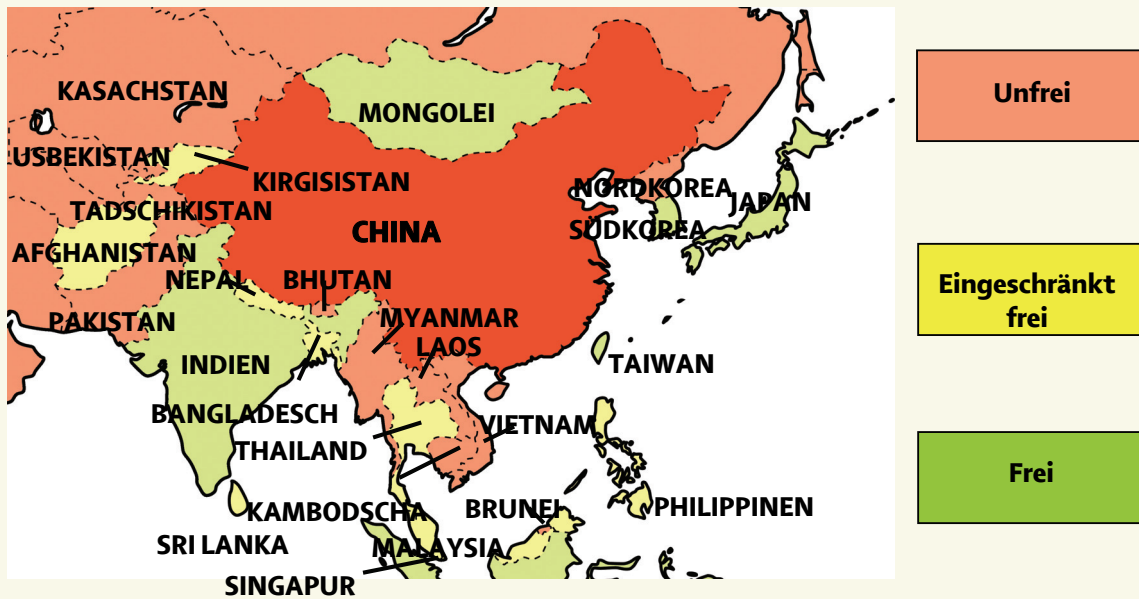 KASACHSTAN
MONGOLEI
USBEKISTAN
KIRGISISTAN
TADSCHIKISTAN
NORDKOREA
JAPAN
CHINA
SÜDKOREA
AFGHANISTAN
NEPAL
BHUTAN
PAKISTAN
MYANMAR
LAOS
INDIEN
TAIWAN
BANGLADESCH
THAILAND
VIETNAM
KAMBODSCHA
BRUNEI
PHILIPPINEN
SRI LANKA
MALAYSIA
SINGAPUR
Unfrei
Eingeschränkt
frei
Frei